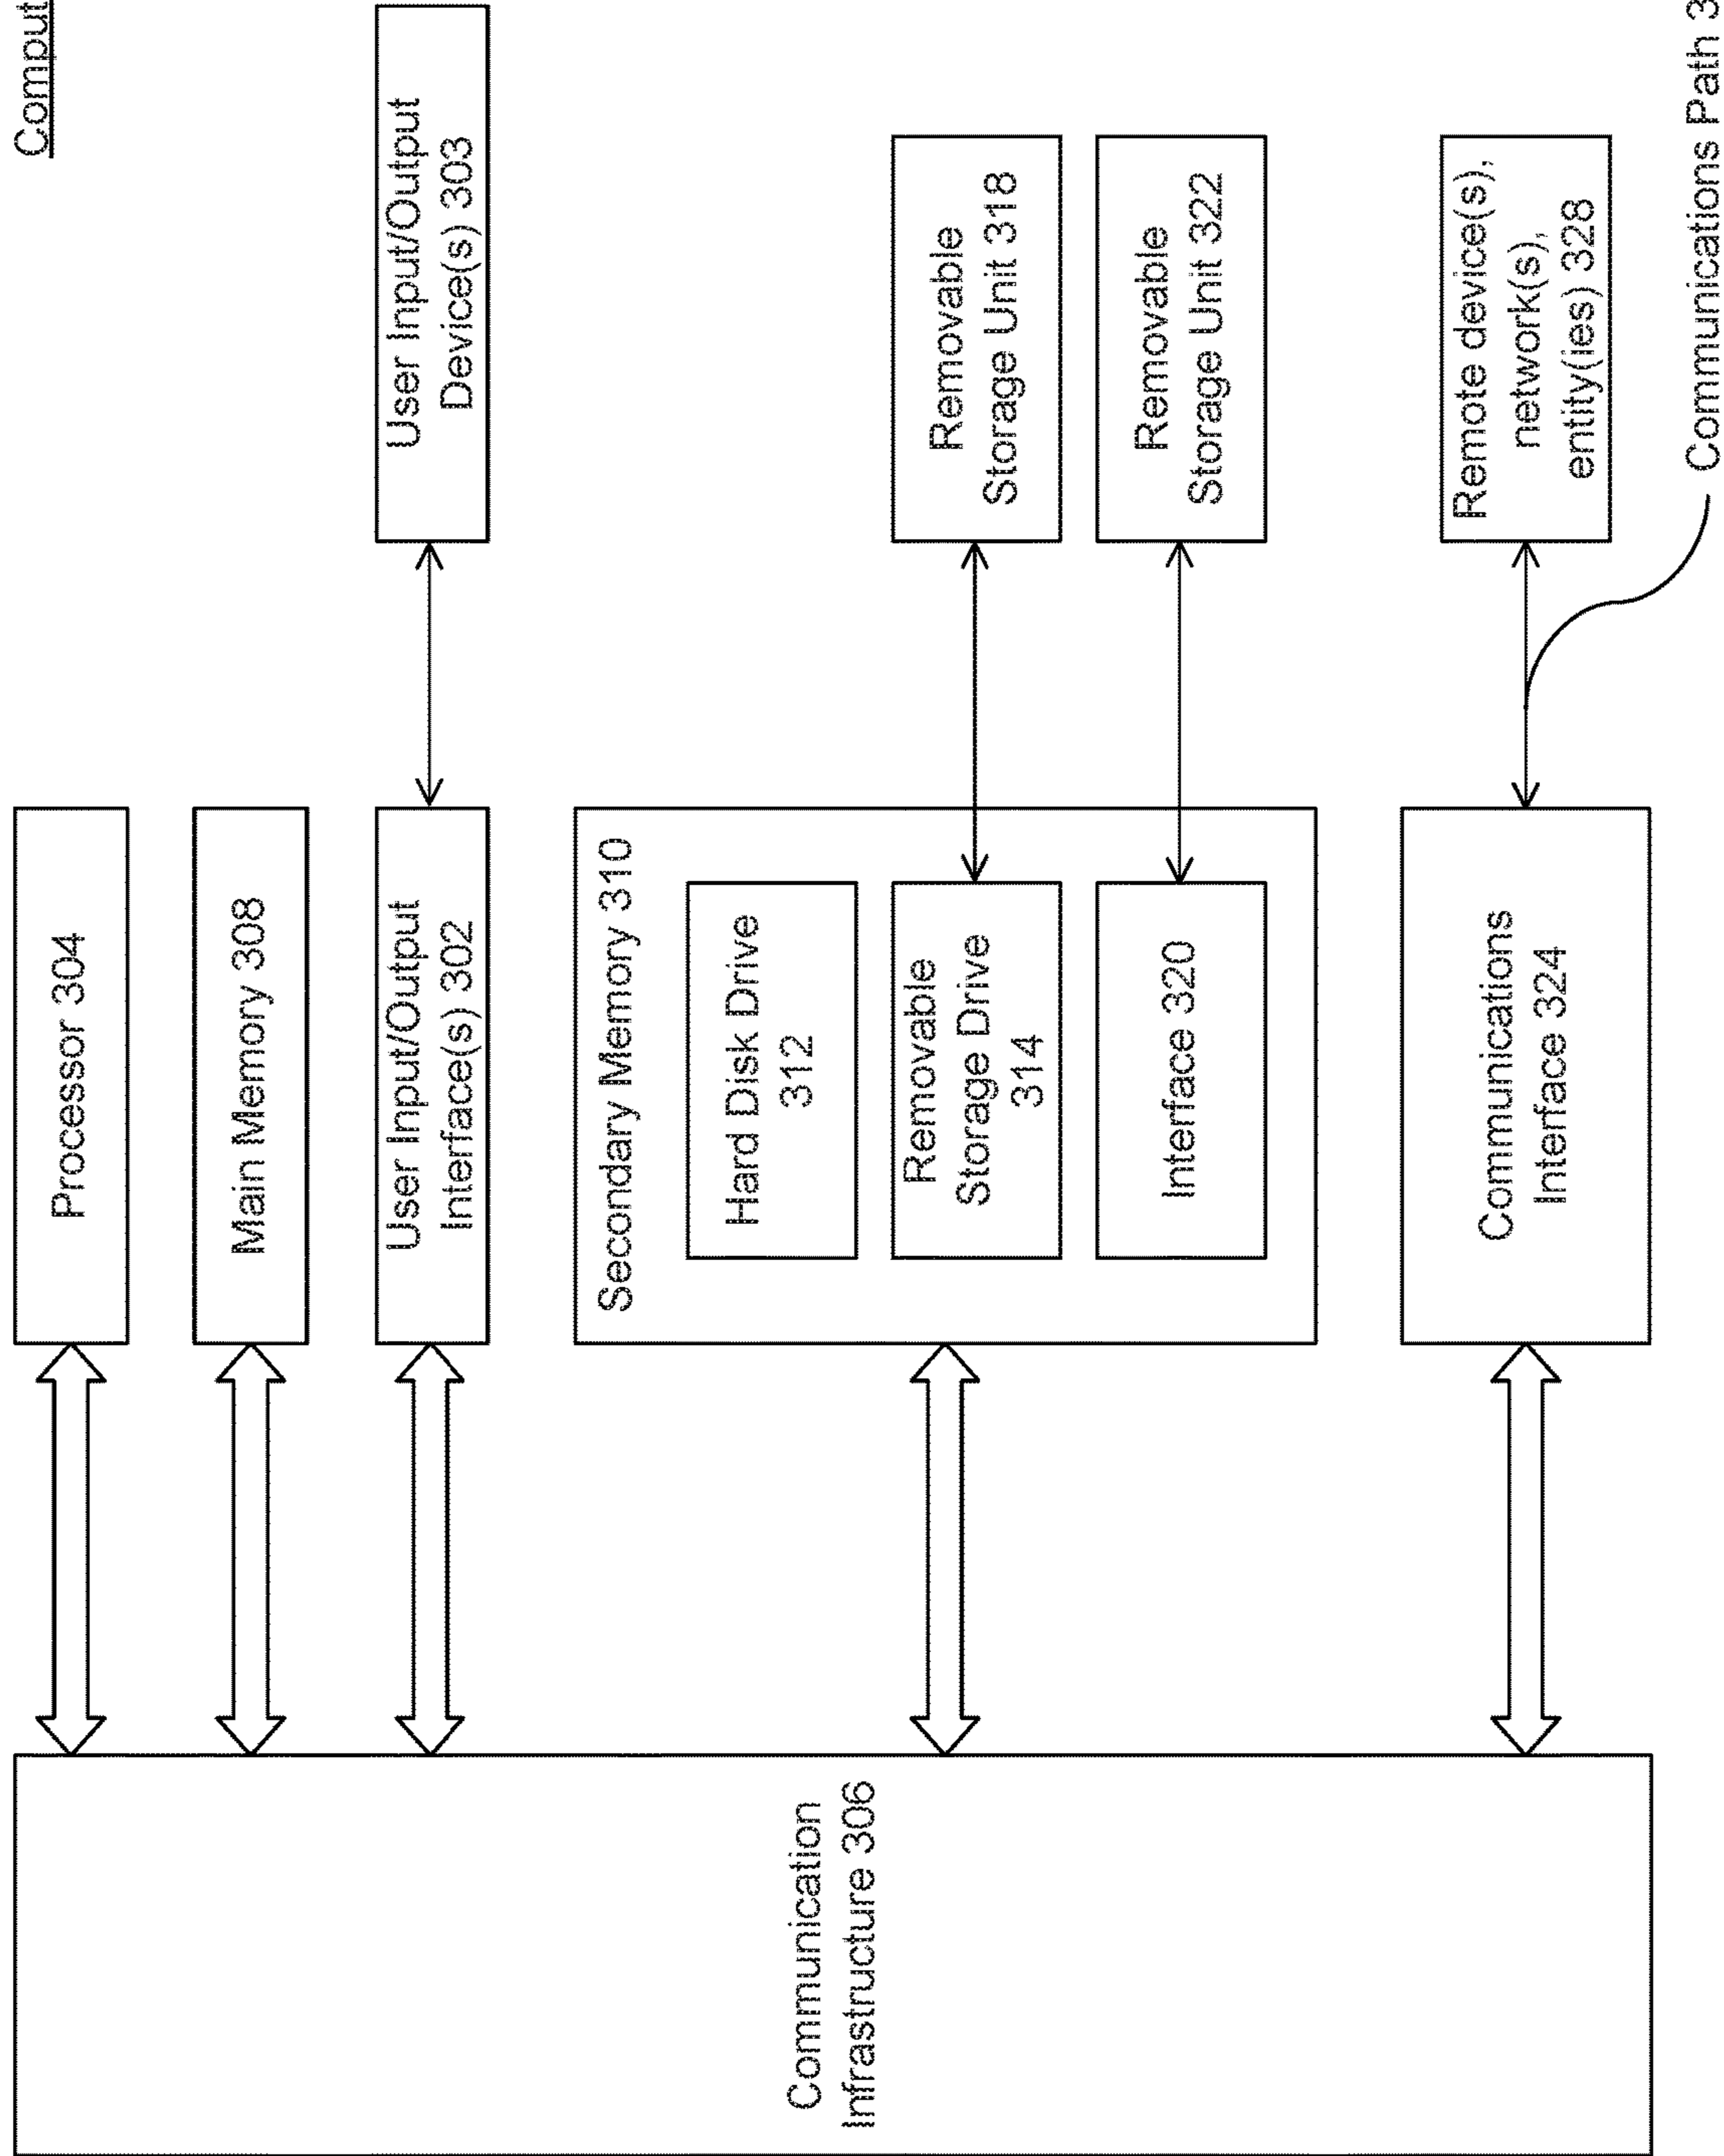 Comput
Processor 304
Main Memory 308
User Input/Output
Interface(s) 302
User Input/Output
Device(s) 303
Secondary Memory 310
Hard Disk Drive
312
Removable
Storage Drive
314
Interface 320
Removable
Storage Unit 318
Removable
Storage Unit 322
Communications
Interface 324
Remote device(s),
network(s),
entity(ies) 328
Communications Path 3
Communication
Infrastructure 306